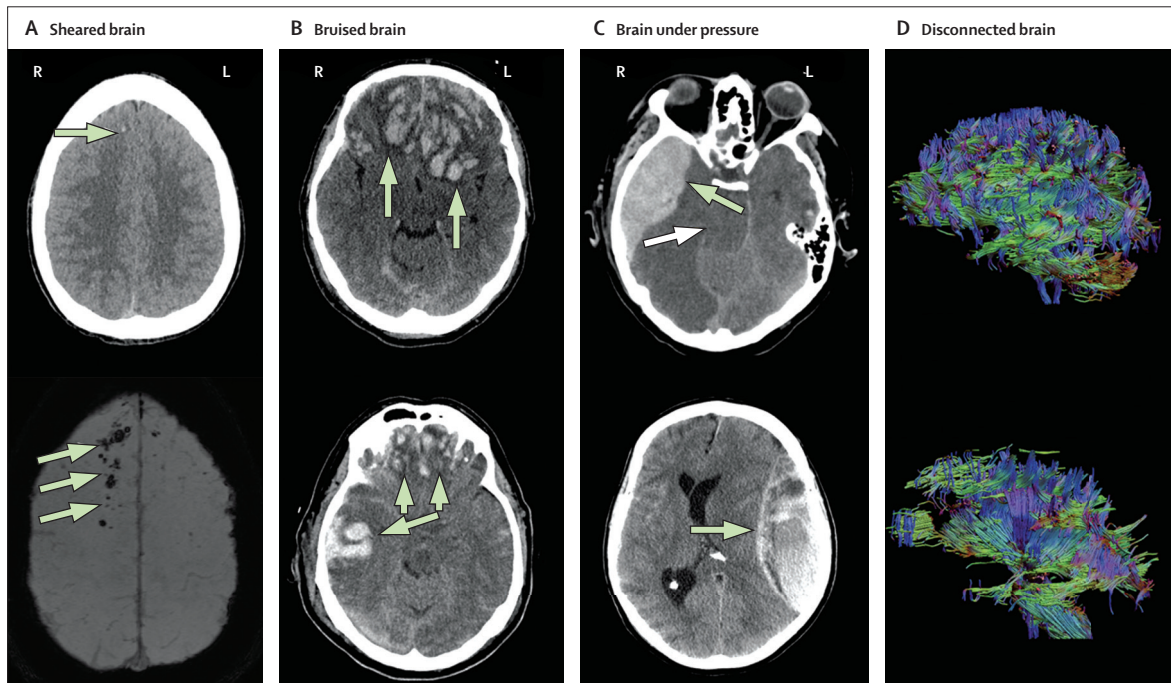 A Sheared brain
B Bruised brain
C Brain under pressure
D Disconnected brain
R L
R L
R L